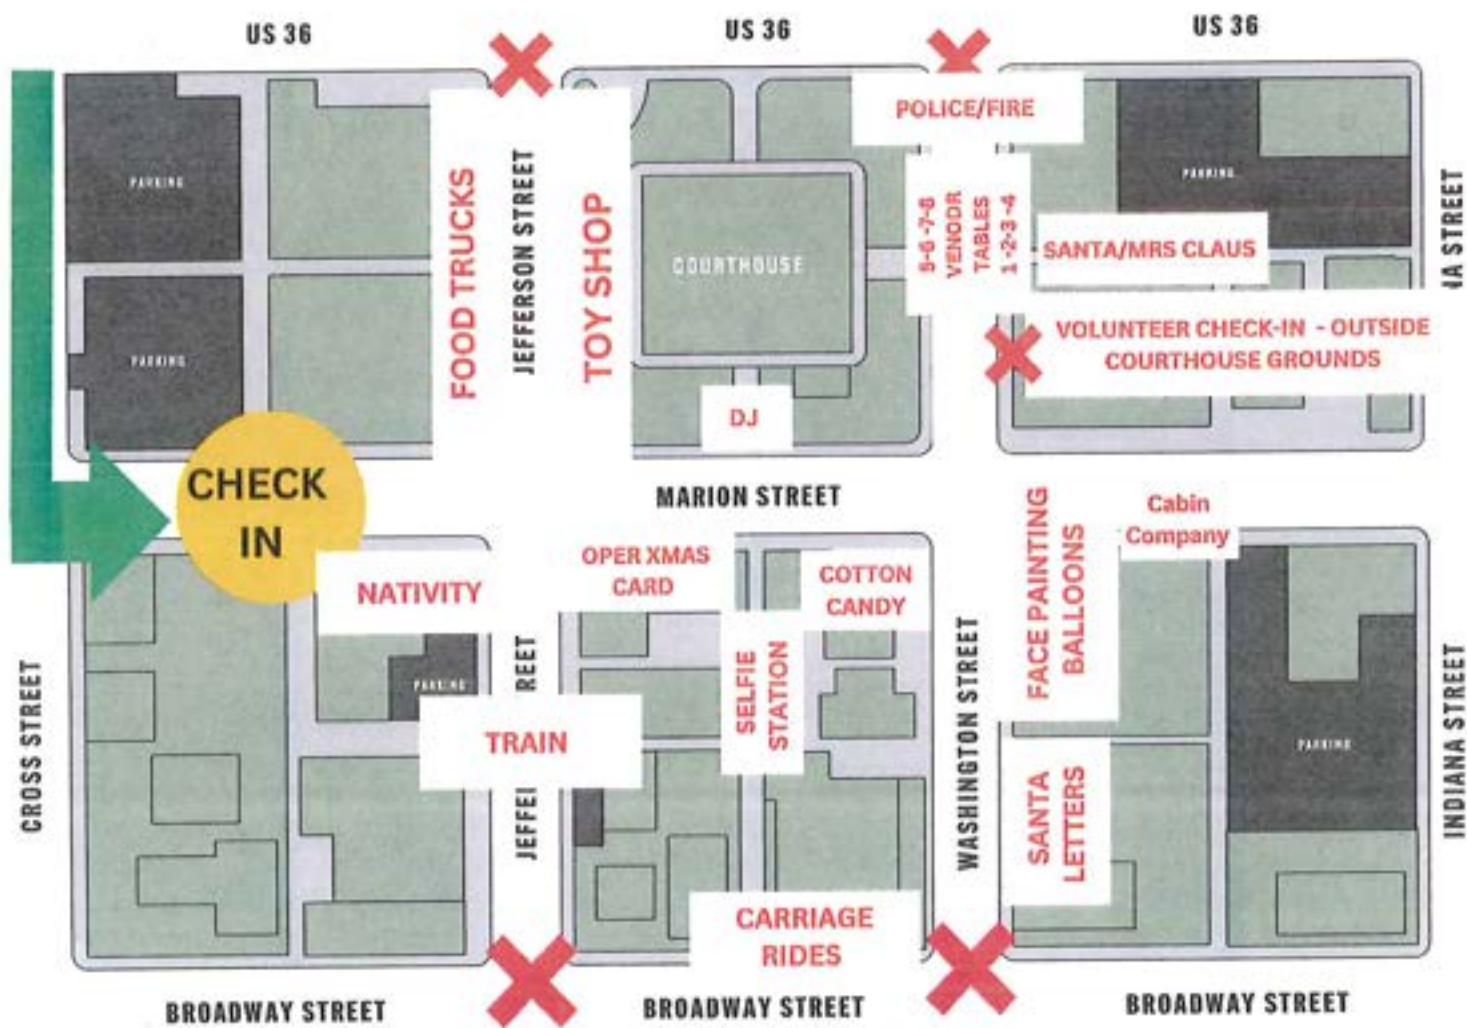 US 36
US 36
US 36
POLICE/FIRE
PARKING
PARKING
FOOD TRUCKS
JEFFERSON STREET
TOY SHOP
COURTHOUSE
5-6 -7-8
VENODR
TABLES
1 -2-3 -4
SANTA/MRS CLAUS
NA STREET
VOLUNTEER CHECK-IN - OUTSIDE
COURTHOUSE GROUNDS
PARKING
DJ
CHECK
IN
MARION STREET
Cabin
Company
NATIVITY
OPER XMAS
CARD
COTTON
CANDY
FACE PAINTING
BALLOONS
SELFIE
STATION
PARKING
TRAIN
CROSS STREET
JEFFE
REET
WASHINGTON STREET
SANTA
LETTERS
PARKING
INDIANA STREET
CARRIAGE
RIDES
BROADWAY STREET
BROADWAY STREET
BROADWAY STREET